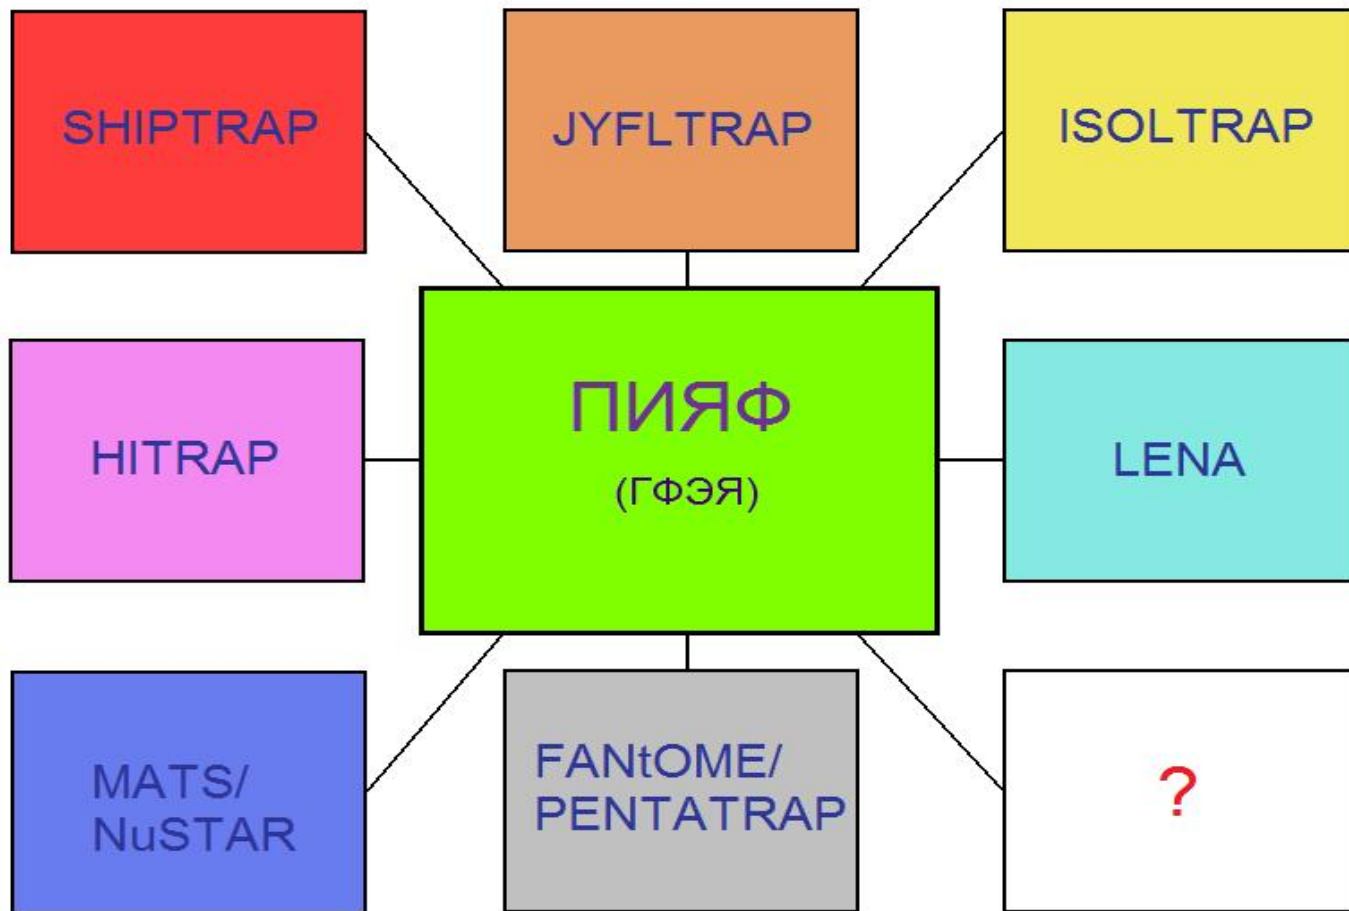 SHIPTRAP
JYFLTRAP
ISOLTRAP
HITRAP
ПИЯФ
(ГФЭЯ)
LENA
MATS/
NuSTAR
FANtOME/
PENTATRAP
?